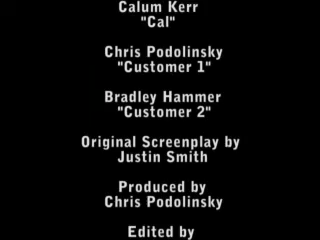 Calum Kerr
"Cal"
Chris Podolinsky
"Customer 1"
Bradley Hammer
"Customer 2"
Original Screenplay by
Justin Smith
Produced by
Chris Podolinsky
Edited by